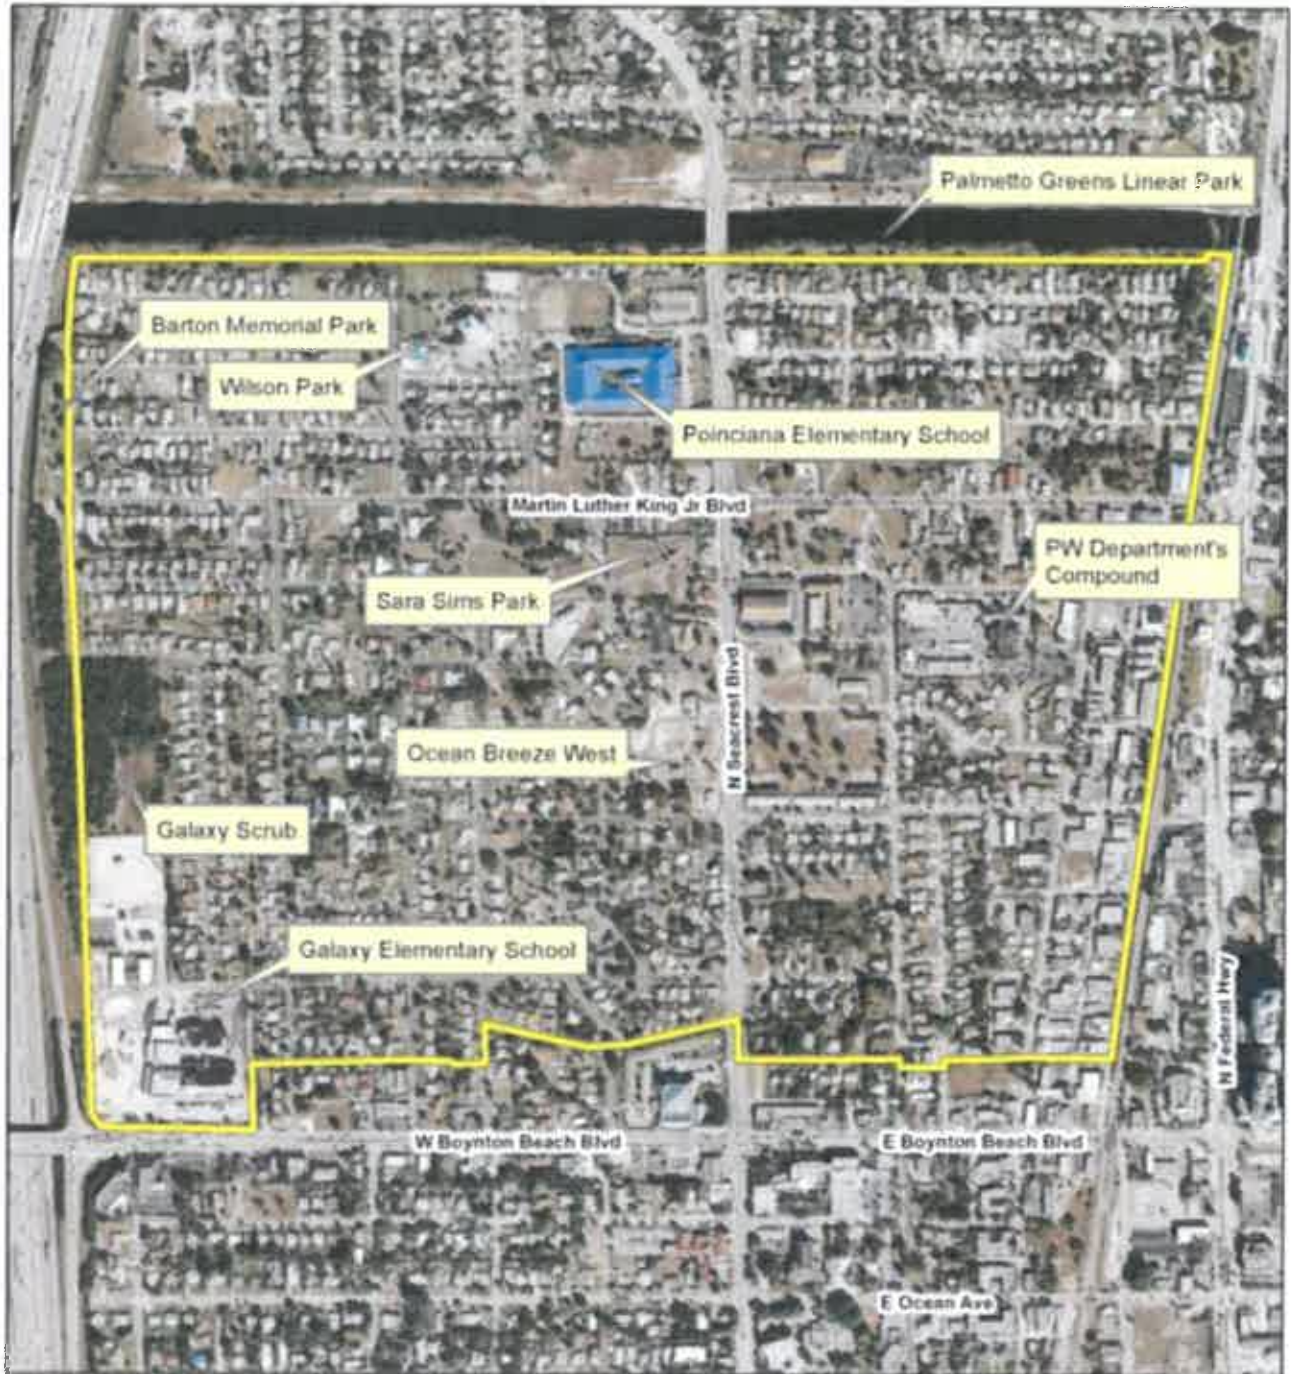 Palmetto Greens Linear Park
Barton Memorial Park
Wilson Park
Poinciana Elementary School
Martin Luther King Jr Blvd
PW Department's
Compound
Sara Sims Park
N Seacrest Blvd
Ocean Breeze West
Galaxy Scrub
Galaxy Elementary School
N Federal Hwy
W Boynton Beach Blvd
E Boynton Beach Blvd
E Ocean Ave